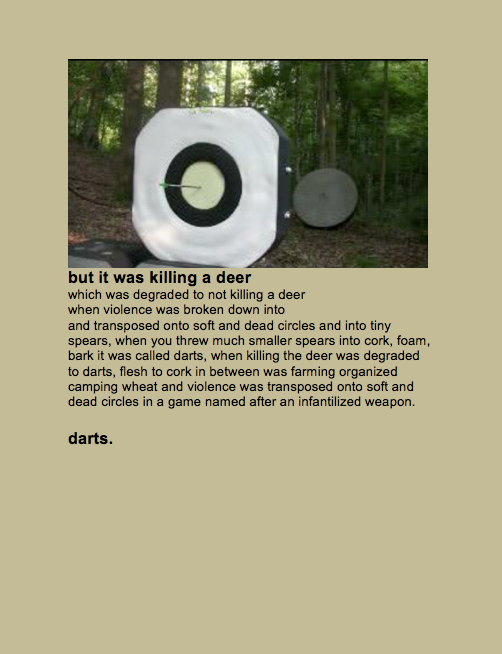 but it was killing a deer
which was degraded to not killing a deer
when violence was broken down into
and transposed onto soft and dead circles and into tiny
spears, when you threw much smaller spears into cork, foam,
bark it was called darts, when killing the deer was degraded
to darts, flesh to cork in between was farming organized
camping wheat and violence was transposed onto soft and
dead circles in a game named after an infantilized weapon.
darts.